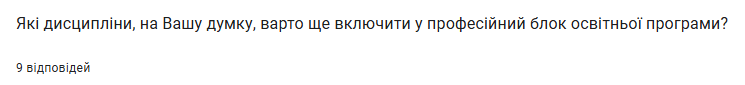 Які дисципліни, на Вашу думку, варто ще включити у професійний блок освітньої програми?
9 відповідей